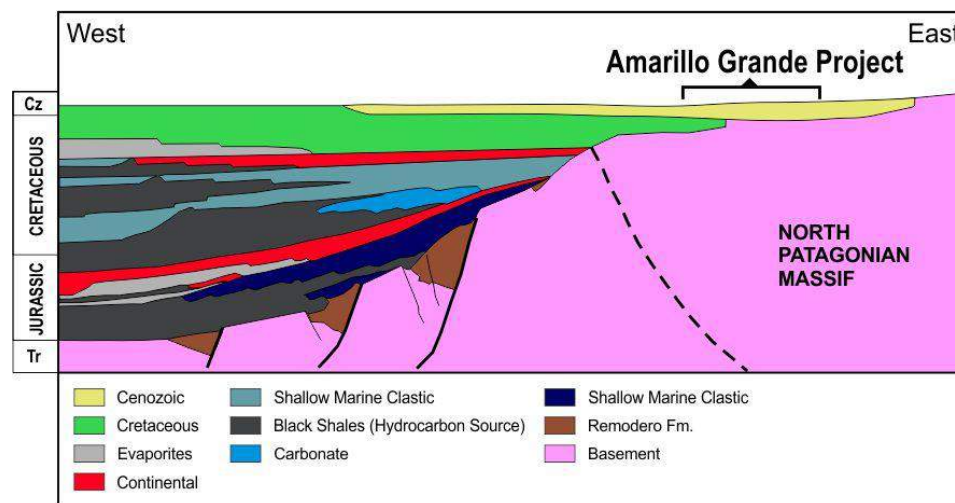 West
East
Amarillo Grande Project
Cz
CRETACEOUS
JURASSIC
Tr
NORTH
PATAGONIAN
MASSIF
Cenozoic
Cretaceous
Evaporites
Continental
Shallow Marine Clastic
Black Shales (Hydrocarbon Source)
Carbonate
Shallow Marine Clastic
Remodero Fm.
Basement